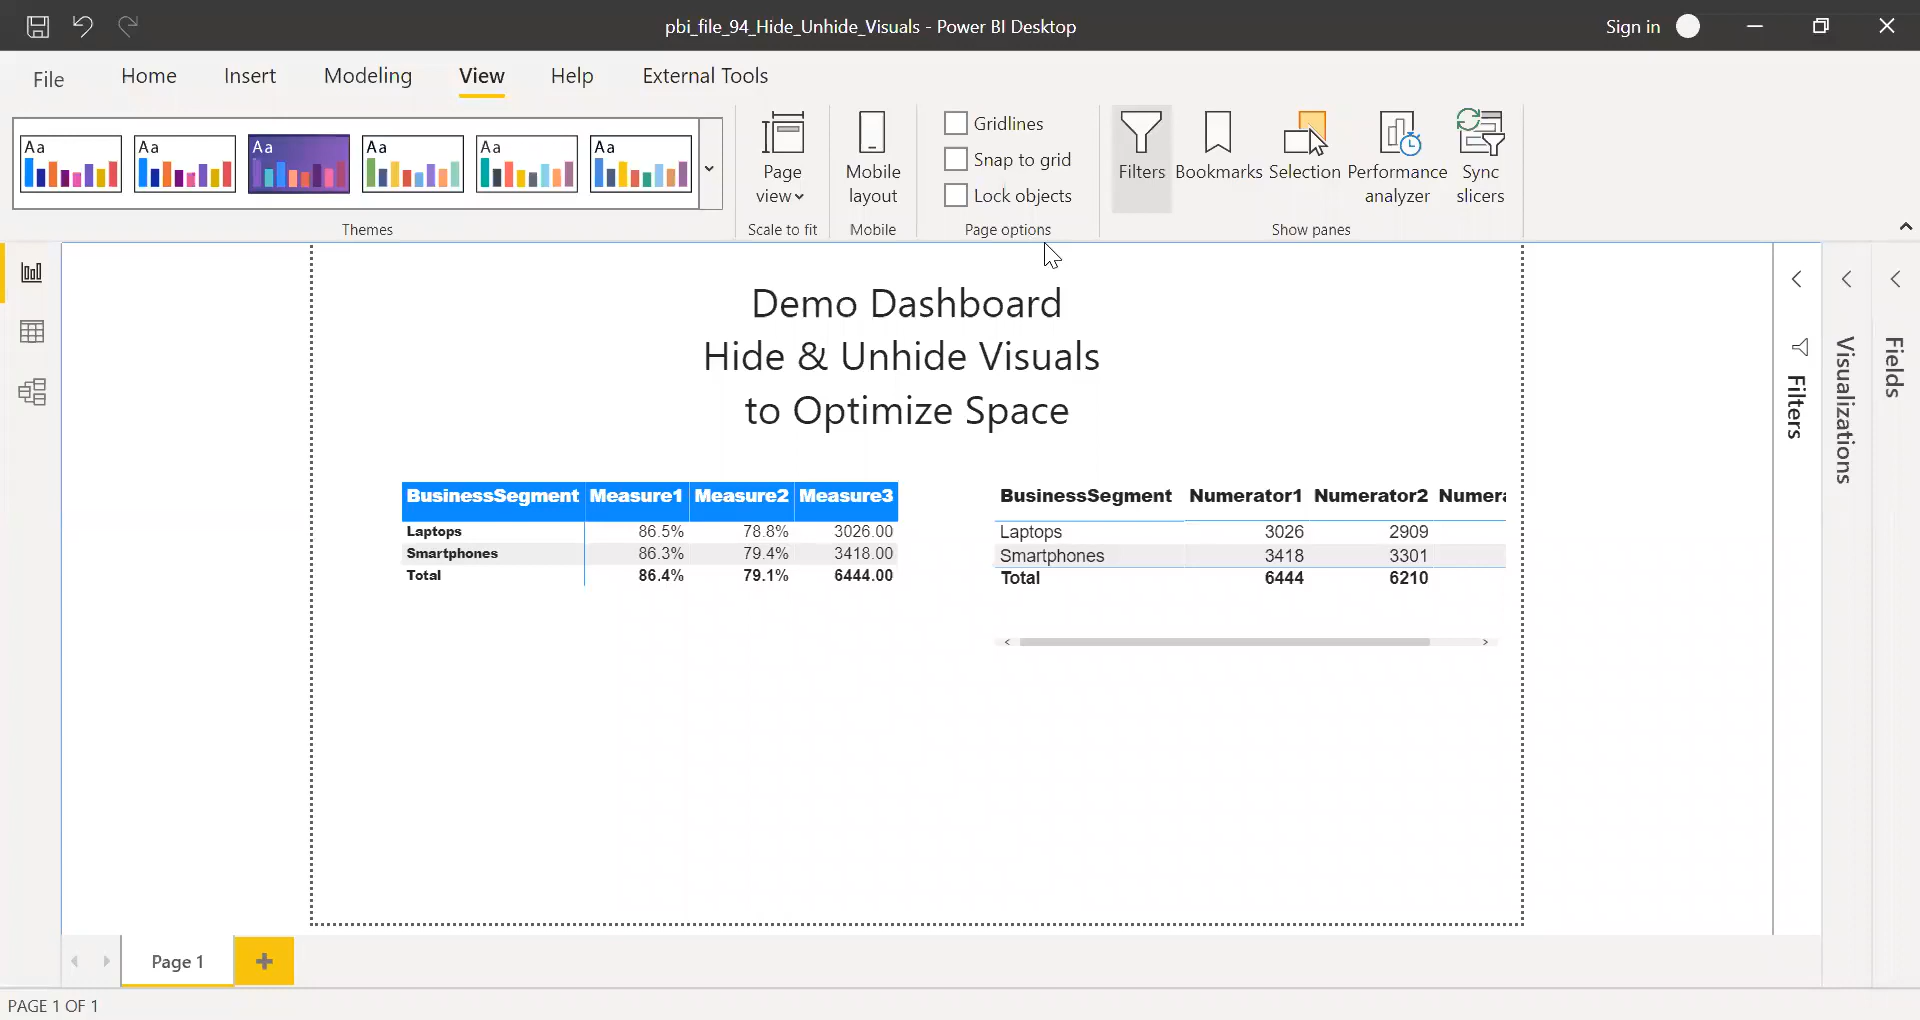 pbi_file_94_Hide_Unhide_Visuals - Power BI Desktop
Sign in
File Home Insert Modeling View Help External Tools
Aa Aa Aa Aa Aa Aa
Themes
Page
view
Scale to fit
Mobile
layout
Mobile
Gridlines
Snap to grid
Lock objects
Page options
Filters
Bookmarks
Selection
Performance
analyzer
Sync
slicers
Show panes
Demo Dashboard
Hide & Unhide Visuals
to Optimize Space
BusinessSegment Measure1 Measure2 Measure3
Laptops 86.5% 78.8% 3026.00
Smartphones 86.3% 79.4% 3418.00
Total 86.4% 79.1% 6444.00
BusinessSegment Numerator1 Numerator2 Numera
Laptops 3026 2909
Smartphones 3418 3301
Total 6444 6210
Filters
Visualizations
Fields
Page 1
PAGE 1 OF 1